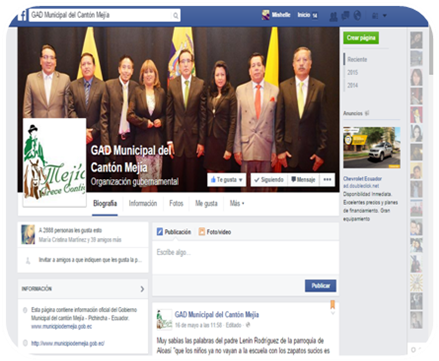 GAD Municipal del Cantón Mejía
Michelle
Inicio
Crear página
Reciente
2015
2014
GAD Municipal del
Cantón Mejía
Organización gubernamental
Mejía
Crece Contigo
Te gusta
Siguiendo
Mensaje
Biografía
Información
Fotos
Me gusta
Más
Anuncios
Chevrolet Ecuador
ad.doubleclick.net
Disponibilidad Inmediata.
Excelentes precios y planes
de financiamiento. Gran
equipamiento
A 2888 personas les gusta esto
María Cristina Martínez y 39 amigos más
Invitar a amigos a que indiquen que les gusta la p...
Publicación
Foto/video
Escribe algo...
Publicar
INFORMACIÓN
Esta página contiene información oficial del Gobierno
Municipal del cantón Mejía - Pichincha - Ecuador.
www.municipiodemejia.gob.ec
http://www.municipiodemejia.gob.ec/
GAD Municipal del Cantón Mejía
16 de mayo a las 11:58 · Editado
Muy sabias las palabras del padre Lenin Rodríguez de la parroquia de
Aloasí "que los niños ya no vayan a la escuela con los zapatos sucios es